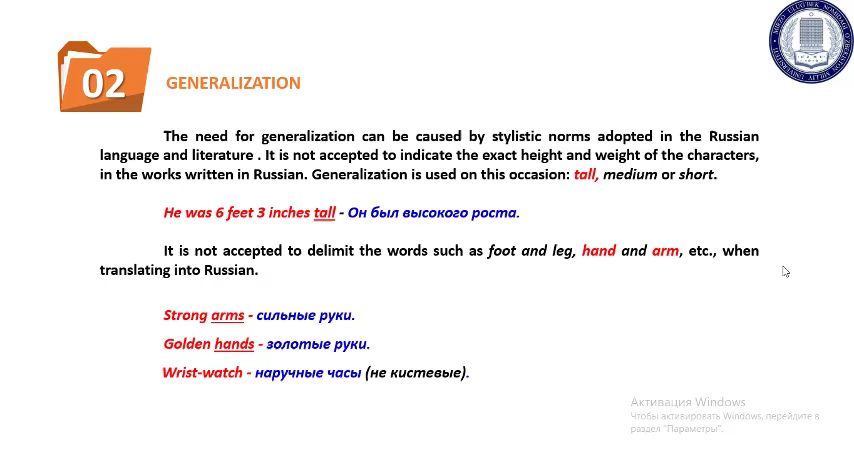 02
GENERALIZATION
The need for generalization can be caused by stylistic norms adopted in the Russian
language and literature . It is not accepted to indicate the exact height and weight of the characters,
in the works written in Russian. Generalization is used on this occasion: tall, medium or short.
He was 6 feet 3 inches tall - Он был высокого роста.
It is not accepted to delimit the words such as foot and leg, hand and arm, etc., when
translating into Russian.
Strong arms - сильные руки.
Golden hands - золотые руки.
Wrist-watch - наручные часы (не кистевые).
Активация Windows
Чтобы активировать Windows, перейдите в
раздел "Параметры".